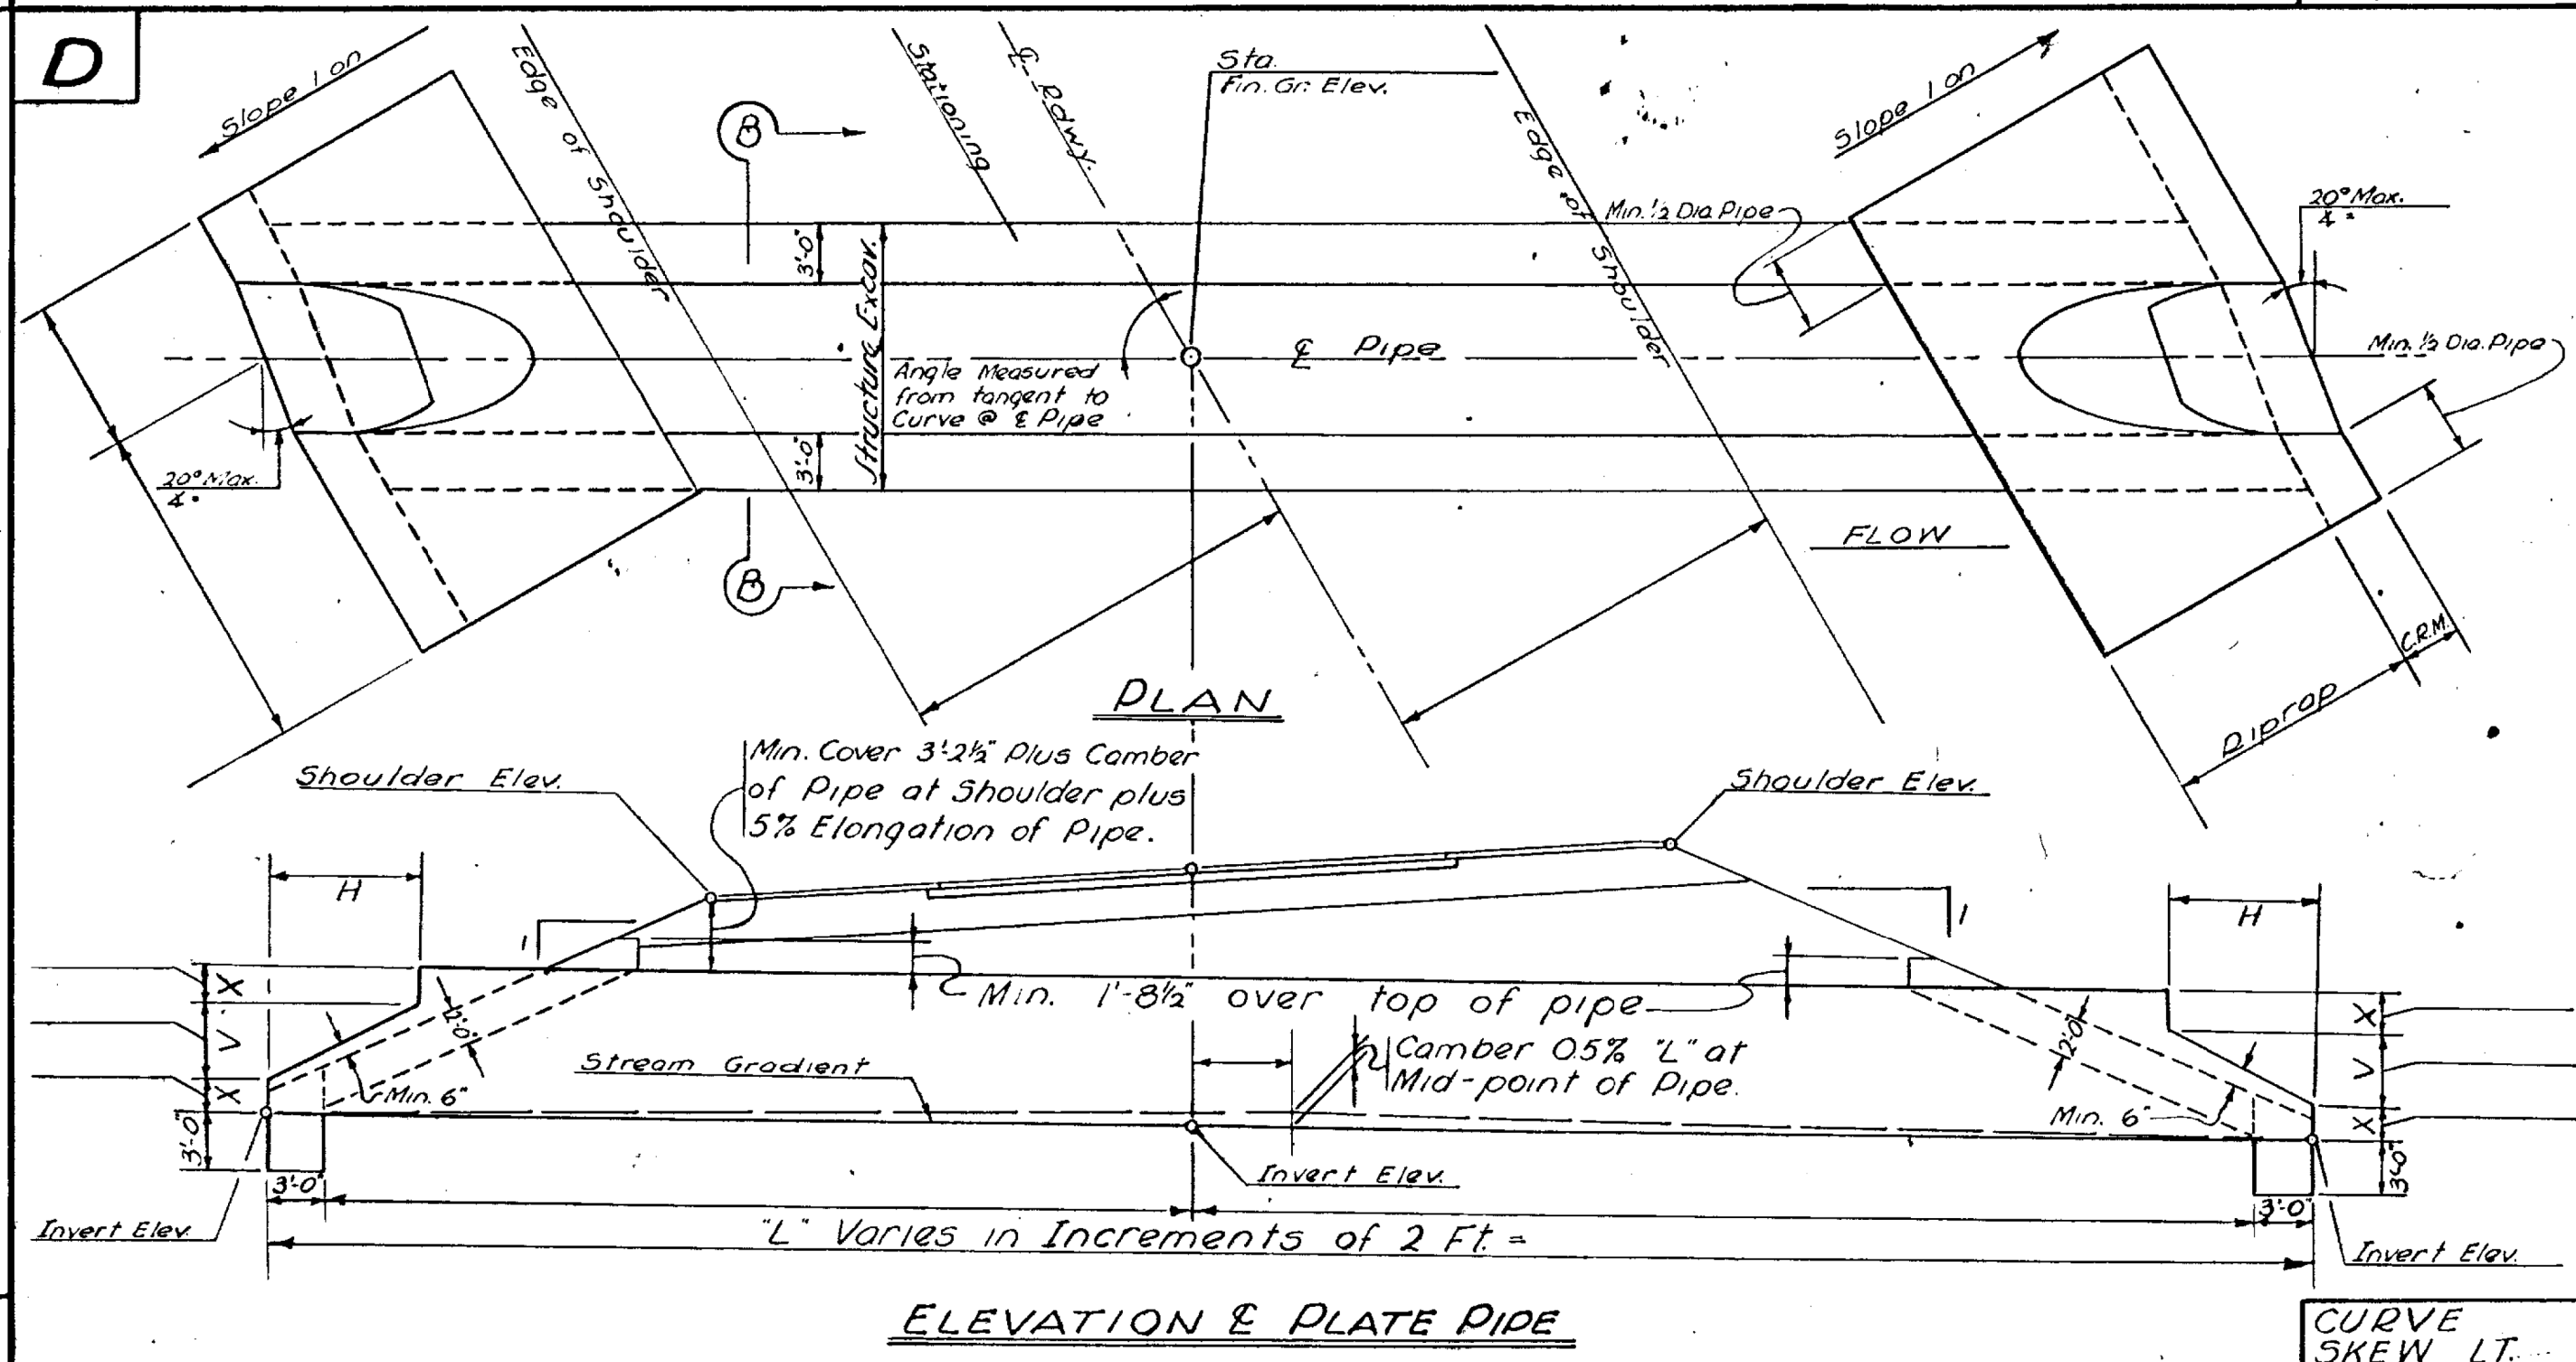 D
Slope 1 on
Edge of Shoulder
Stationing
℄ Rdwy.
Sta.
Fin. Gr. Elev.
Edge of Shoulder
Slope 1 on
B
Min. ½ Dia Pipe
20° Max.
∡ =
3'-0"
Structure Excav.
℄ Pipe
Min. ½ Dia. Pipe
Angle Measured
from tangent to
Curve @ ℄ Pipe
20° Max.
∡ =
3'-0"
FLOW
B
C.R.M.
Riprap
PLAN
Min. Cover 3'-2½" Plus Camber
of Pipe at Shoulder plus
5% Elongation of Pipe.
Shoulder Elev.
Shoulder Elev.
H
H
1
1
X
V
X
3'-0"
2'-0"
Min. 6"
Min. 1'-8½" over top of pipe
Stream Gradient
Camber 0.5% "L" at
Mid-point of Pipe.
2'-0"
Min. 6"
X
V
X
3'-0"
3'-0"
Invert Elev.
3'-0"
Invert Elev.
"L" Varies in Increments of 2 Ft. =
Invert Elev.
ELEVATION ℄ PLATE PIPE
CURVE
SKEW LT.